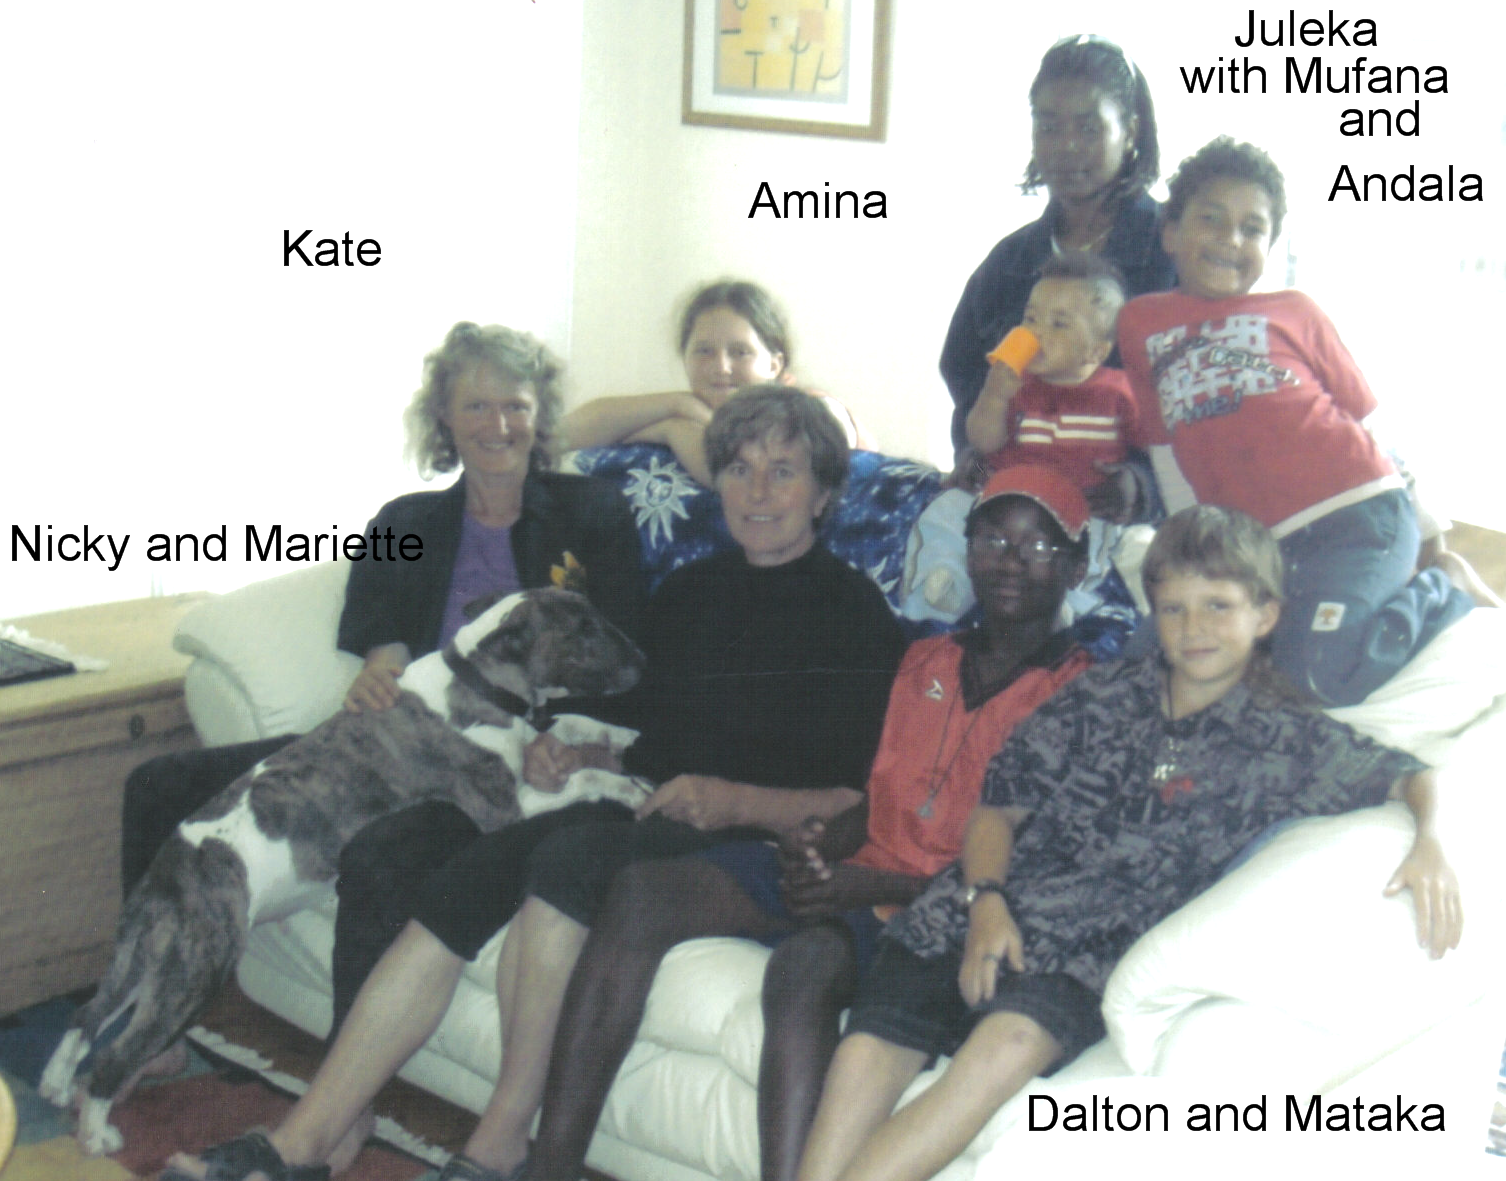 Juleka
with Mufana
and
Andala
Amina
Kate
Nicky and Mariette
Dalton and Mataka